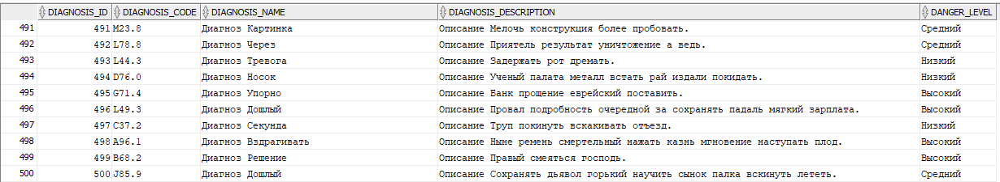 DIAGNOSIS_ID DIAGNOSIS_CODE DIAGNOSIS_NAME DIAGNOSIS_DESCRIPTION DANGER_LEVEL
491 491 M23.8 Диагноз Картинка Описание Мелочь конструкция более пробовать. Средний
492 492 L78.8 Диагноз Через Описание Приятель результат уничтожение а ведь. Средний
493 493 L44.3 Диагноз Тревога Описание Задержать рот дремать. Низкий
494 494 D76.0 Диагноз Носок Описание Ученый палата металл встать рай издали покидать. Низкий
495 495 G71.4 Диагноз Упорно Описание Банк прощение еврейский поставить. Высокий
496 496 L49.3 Диагноз Дошлый Описание Провал подробность очередной за сохранять падаль мягкий зарплата. Высокий
497 497 C37.2 Диагноз Секунда Описание Труп покинуть вскакивать отъезд. Низкий
498 498 A96.1 Диагноз Вздрагивать Описание Ныне ремень смертельный нажать казнь мгновение наступать плод. Высокий
499 499 B68.2 Диагноз Решение Описание Правый смеяться господь. Высокий
500 500 J85.9 Диагноз Дошлый Описание Сохранять дьявол горький научить сынок палка вскинуть лететь. Средний